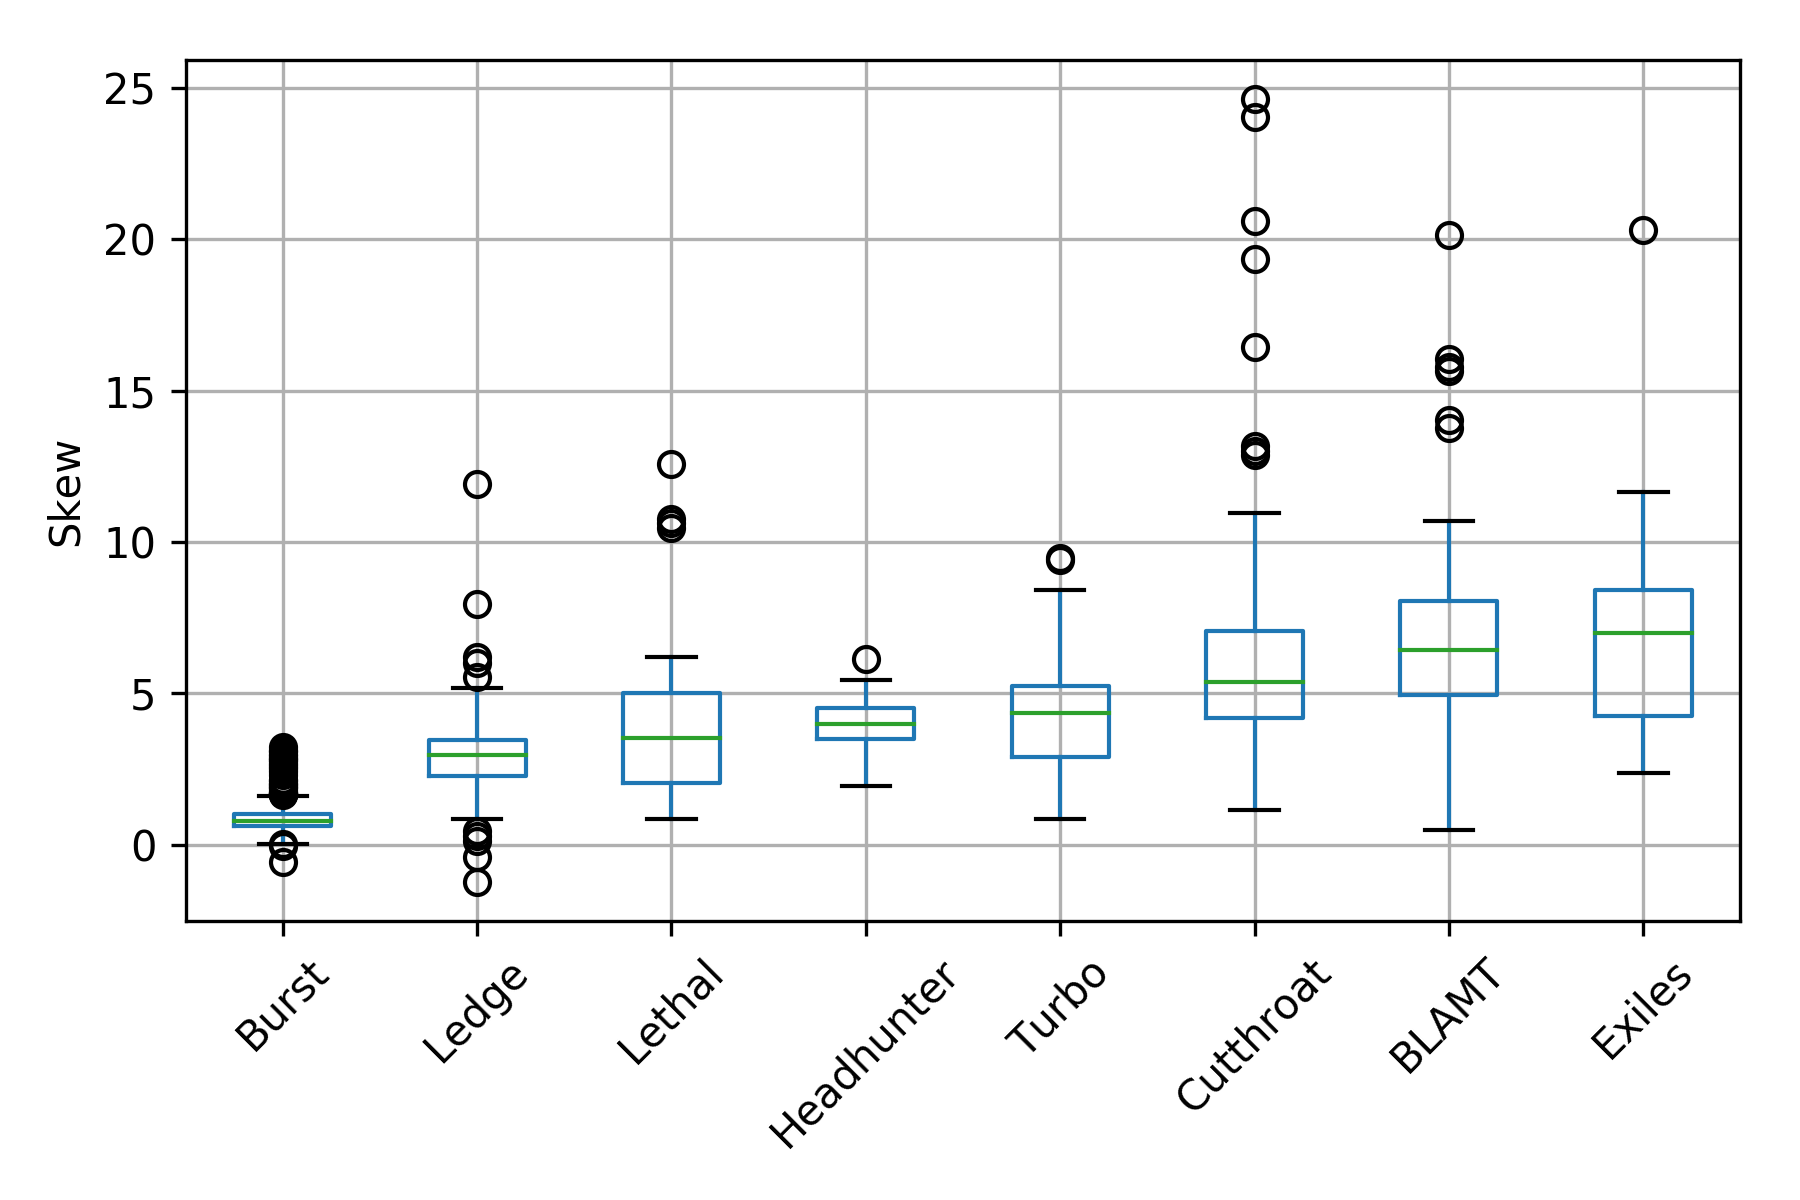 Skew
25
20
15
10
5
0
Burst
Ledge
Lethal
Headhunter
Turbo
Cutthroat
BLAMT
Exiles